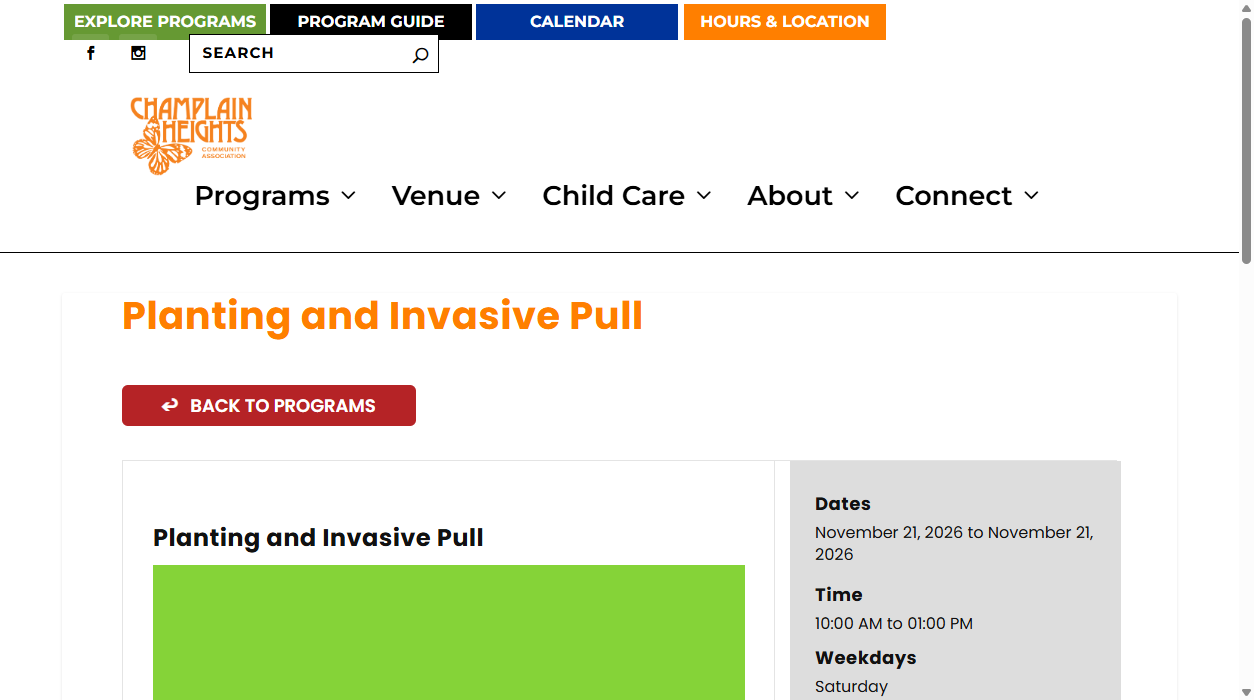 EXPLORE PROGRAMS
PROGRAM GUIDE
CALENDAR
HOURS & LOCATION
SEARCH
CHAMPLAIN
HEIGHTS
COMMUNITY
ASSOCIATION
Programs
Venue
Child Care
About
Connect
Planting and Invasive Pull
BACK TO PROGRAMS
Planting and Invasive Pull
Dates
November 21, 2026 to November 21,
2026
Time
10:00 AM to 01:00 PM
Weekdays
Saturday